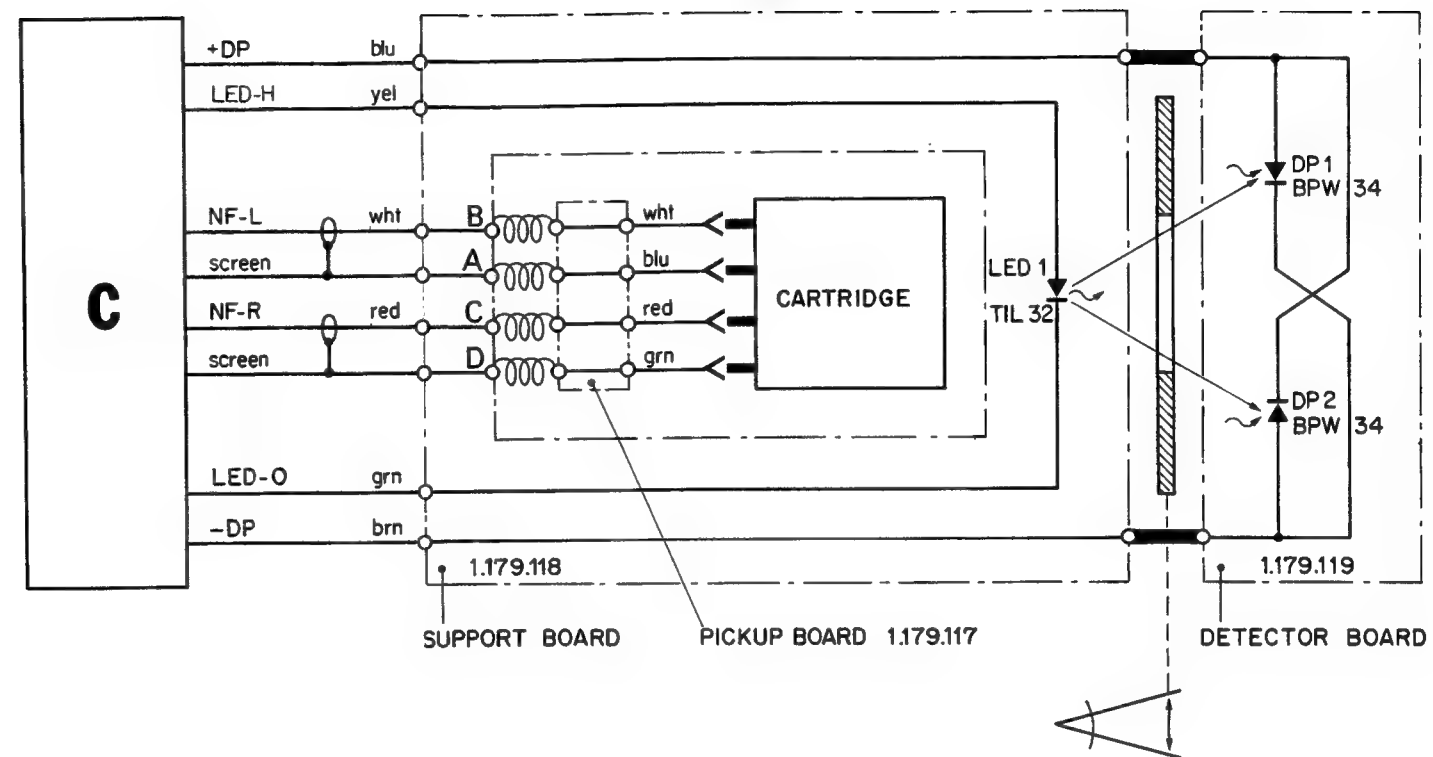 +DP blu
LED-H yel
NF-L wht B wht
screen A blu
NF-R red C red
screen D grn
C
CARTRIDGE
LED 1
TIL 32
DP 1
BPW 34
DP 2
BPW 34
LED-O grn
-DP brn
1.179.118
1.179.119
SUPPORT BOARD
PICKUP BOARD 1.179.117
DETECTOR BOARD